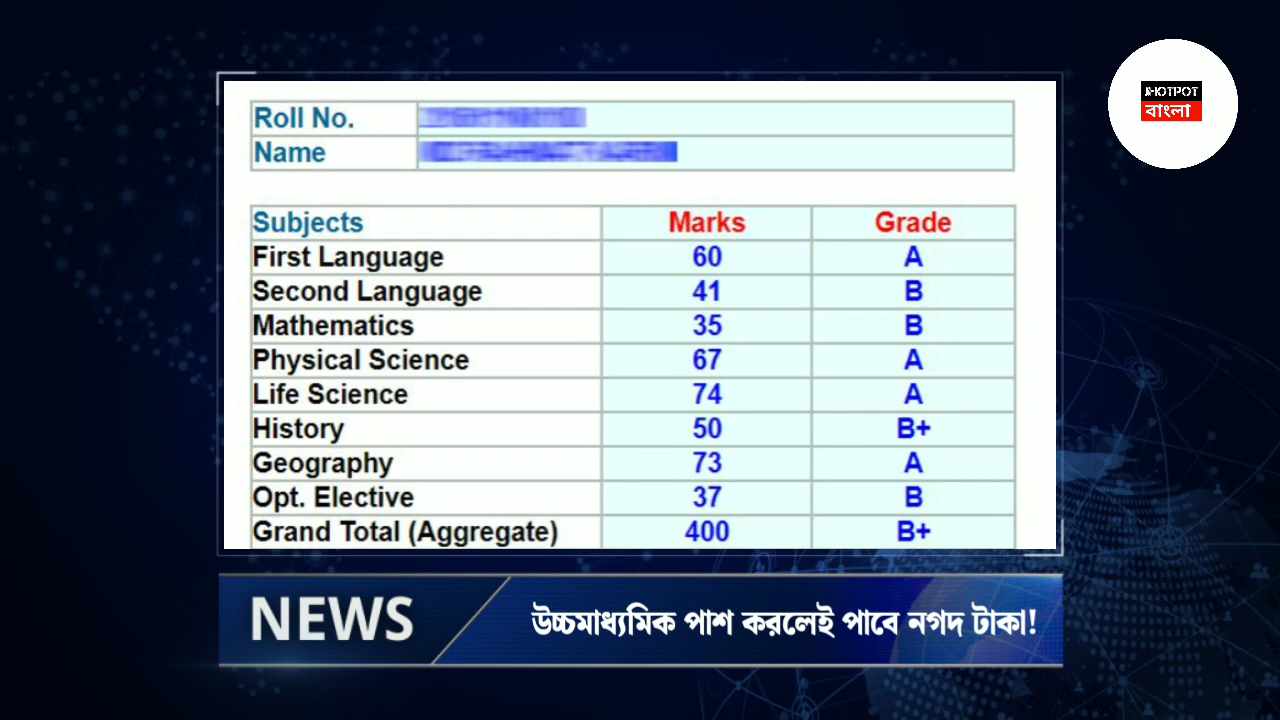 HOTPOT
বাংলা
Roll No.
Name
Subjects Marks Grade
First Language 60 A
Second Language 41 B
Mathematics 35 B
Physical Science 67 A
Life Science 74 A
History 50 B+
Geography 73 A
Opt. Elective 37 B
Grand Total (Aggregate) 400 B+
NEWS
উচ্চমাধ্যমিক পাশ করলেই পাবে নগদ টাকা!